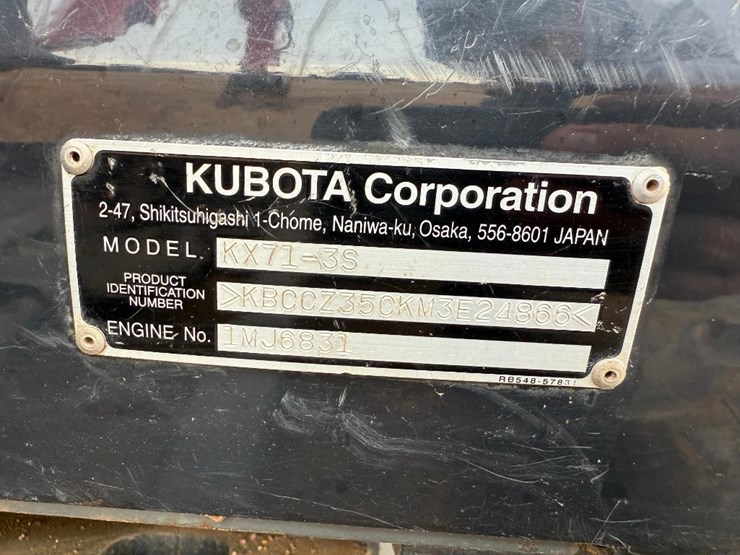 KUBOTA Corporation
2-47, Shikitsuhigashi 1-Chome, Naniwa-ku, Osaka, 556-8601 JAPAN
MODEL. KX71-3S
PRODUCT IDENTIFICATION NUMBER >KBCCZ35CKM3E24866<
ENGINE No. 1MJ6831
RB548-57831